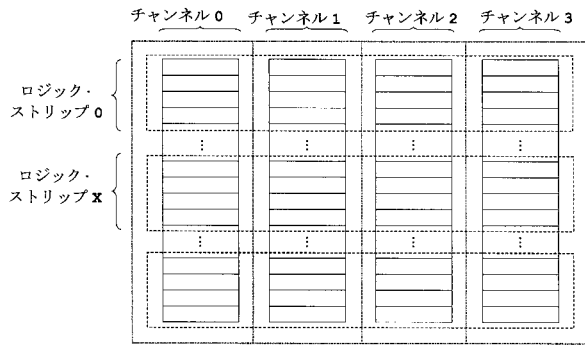 チャンネル 0 チャンネル 1 チャンネル 2 チャンネル 3
ロジック・
ストリップ 0
ロジック・
ストリップ X